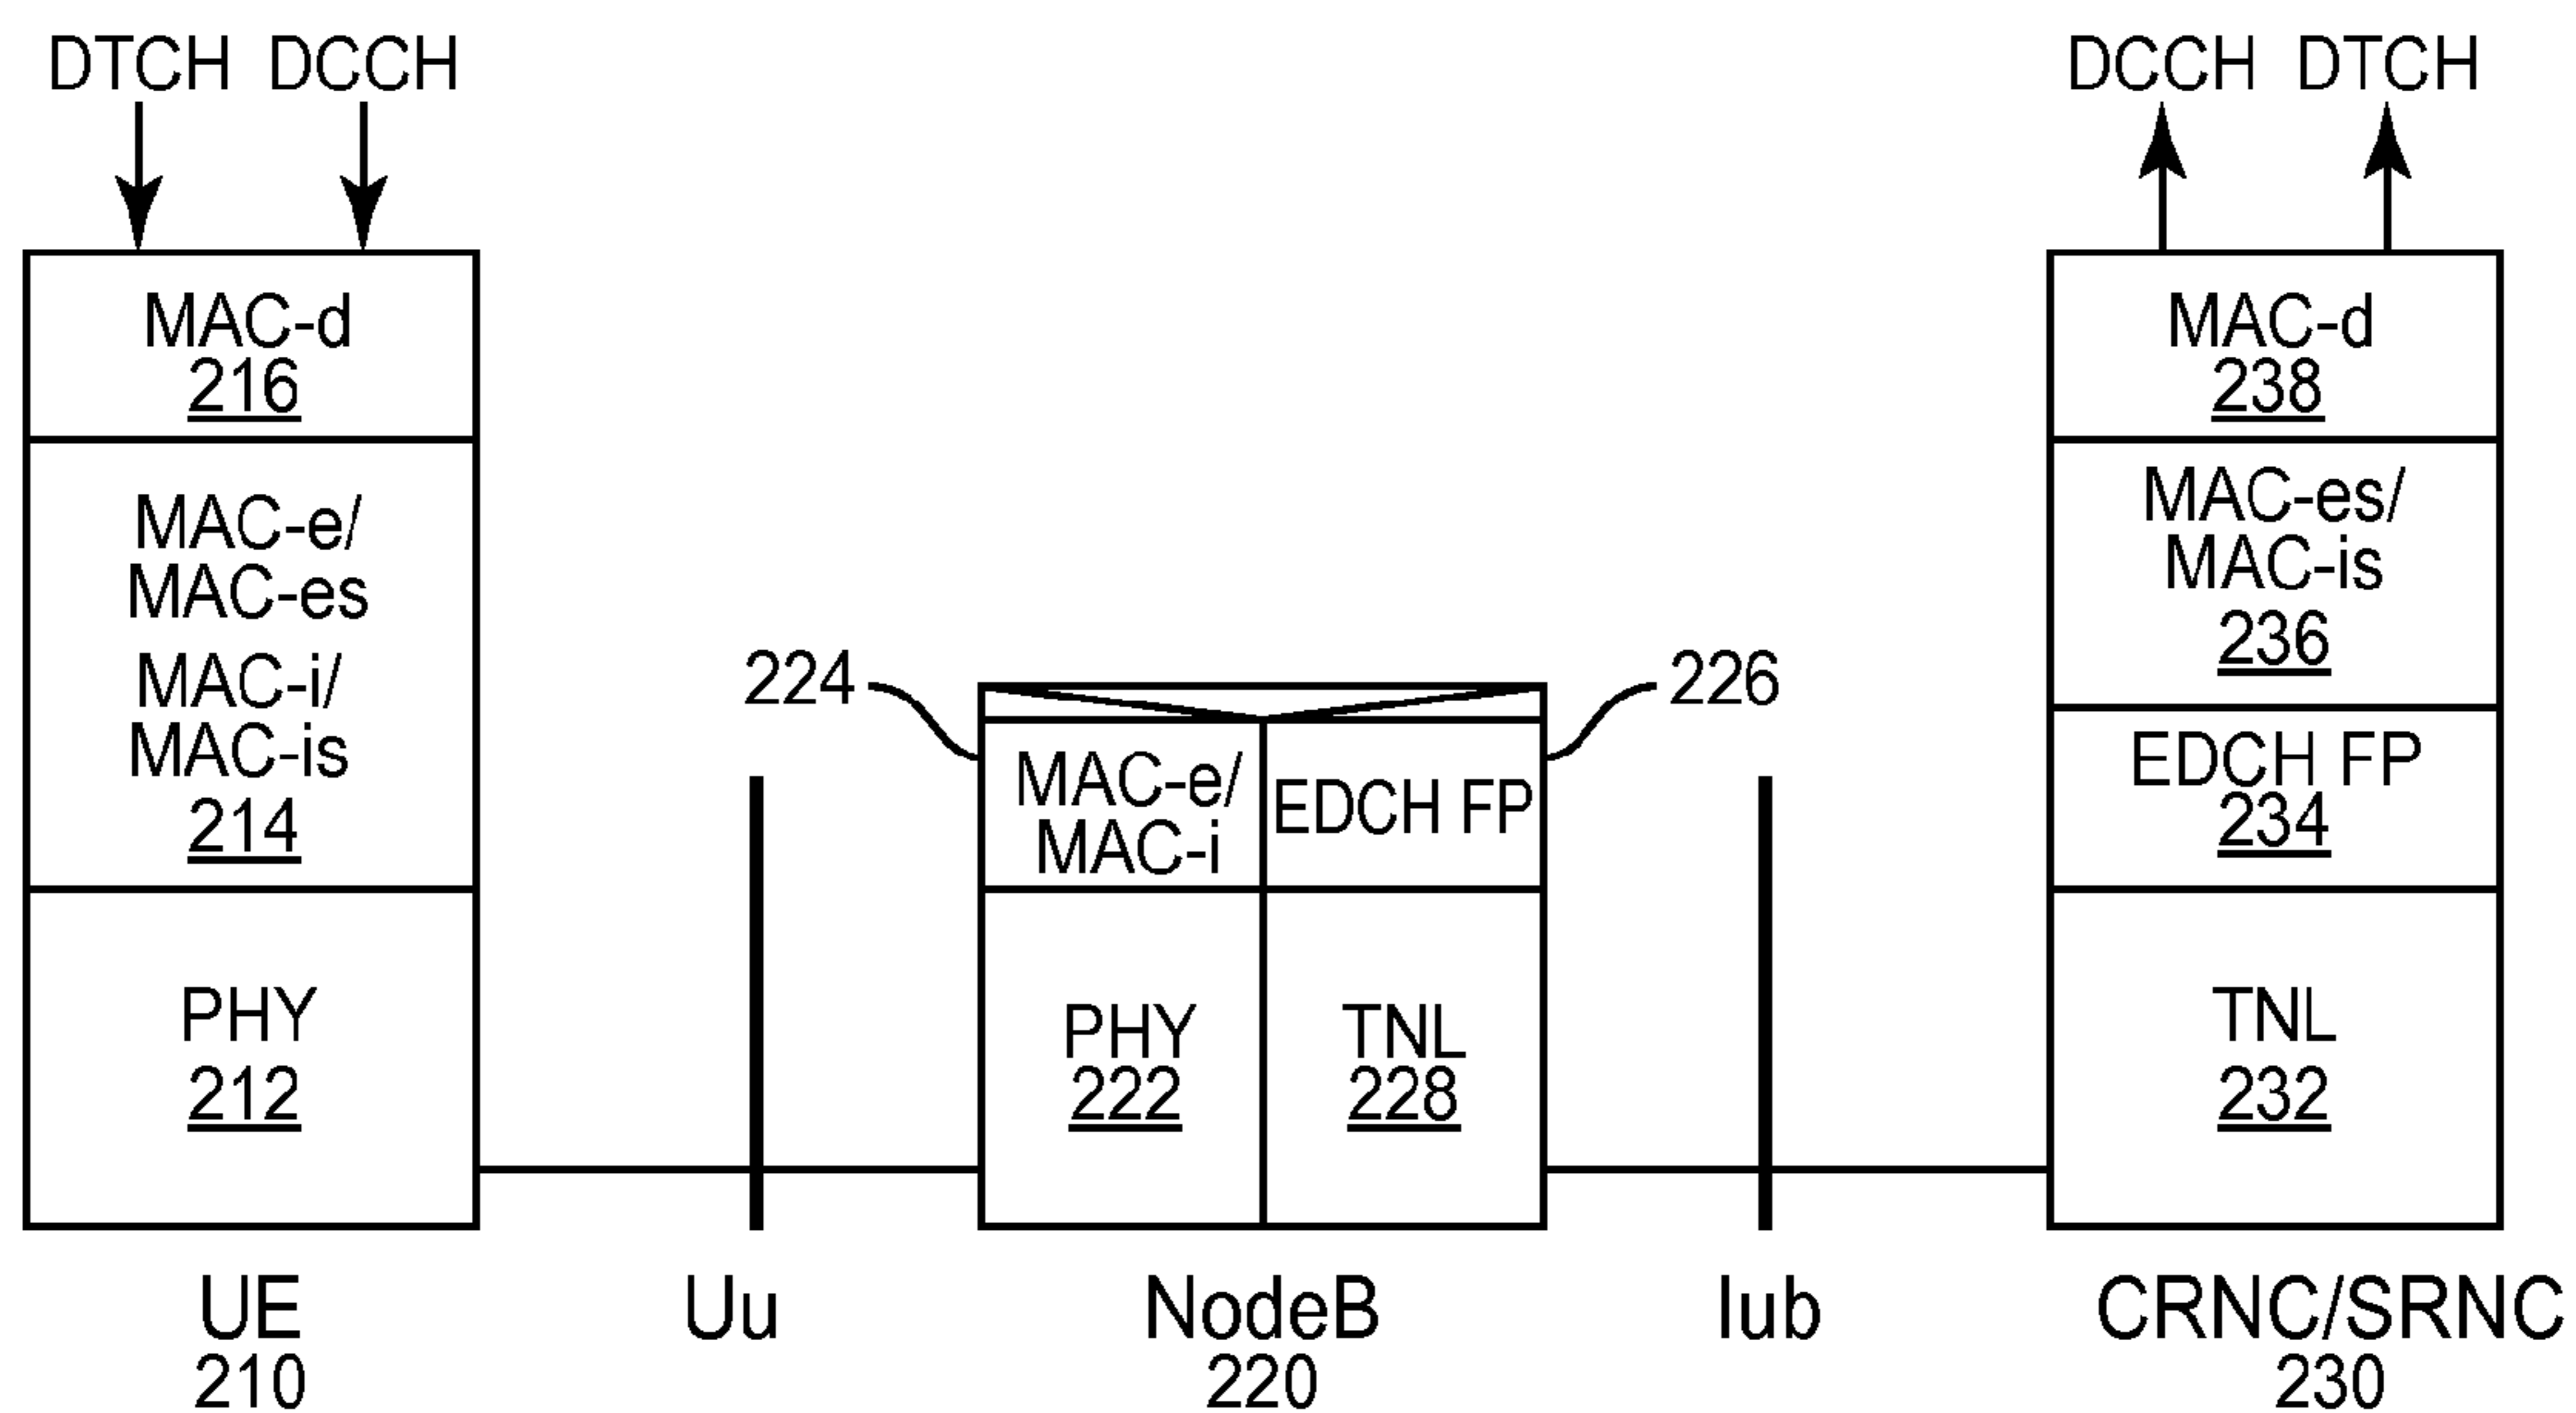 DTCH DCCH
MAC-d
216
MAC-e/
MAC-es
MAC-i/
MAC-is
214
PHY
212
UE
210
Uu
224
MAC-e/
MAC-i
226
EDCH FP
PHY
222
TNL
228
NodeB
220
Iub
DCCH DTCH
MAC-d
238
MAC-es/
MAC-is
236
EDCH FP
234
TNL
232
CRNC/SRNC
230